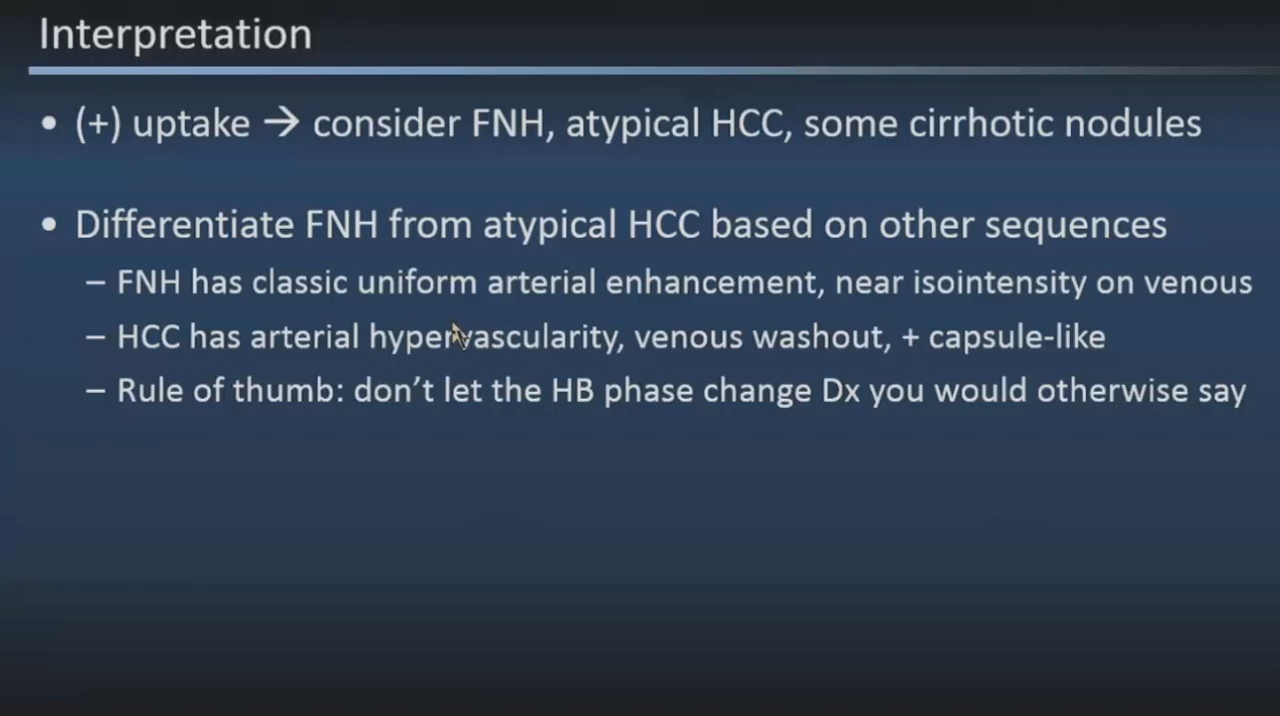 Interpretation
• (+) uptake → consider FNH, atypical HCC, some cirrhotic nodules
• Differentiate FNH from atypical HCC based on other sequences
– FNH has classic uniform arterial enhancement, near isointensity on venous
– HCC has arterial hypervascularity, venous washout, + capsule-like
– Rule of thumb: don’t let the HB phase change Dx you would otherwise say